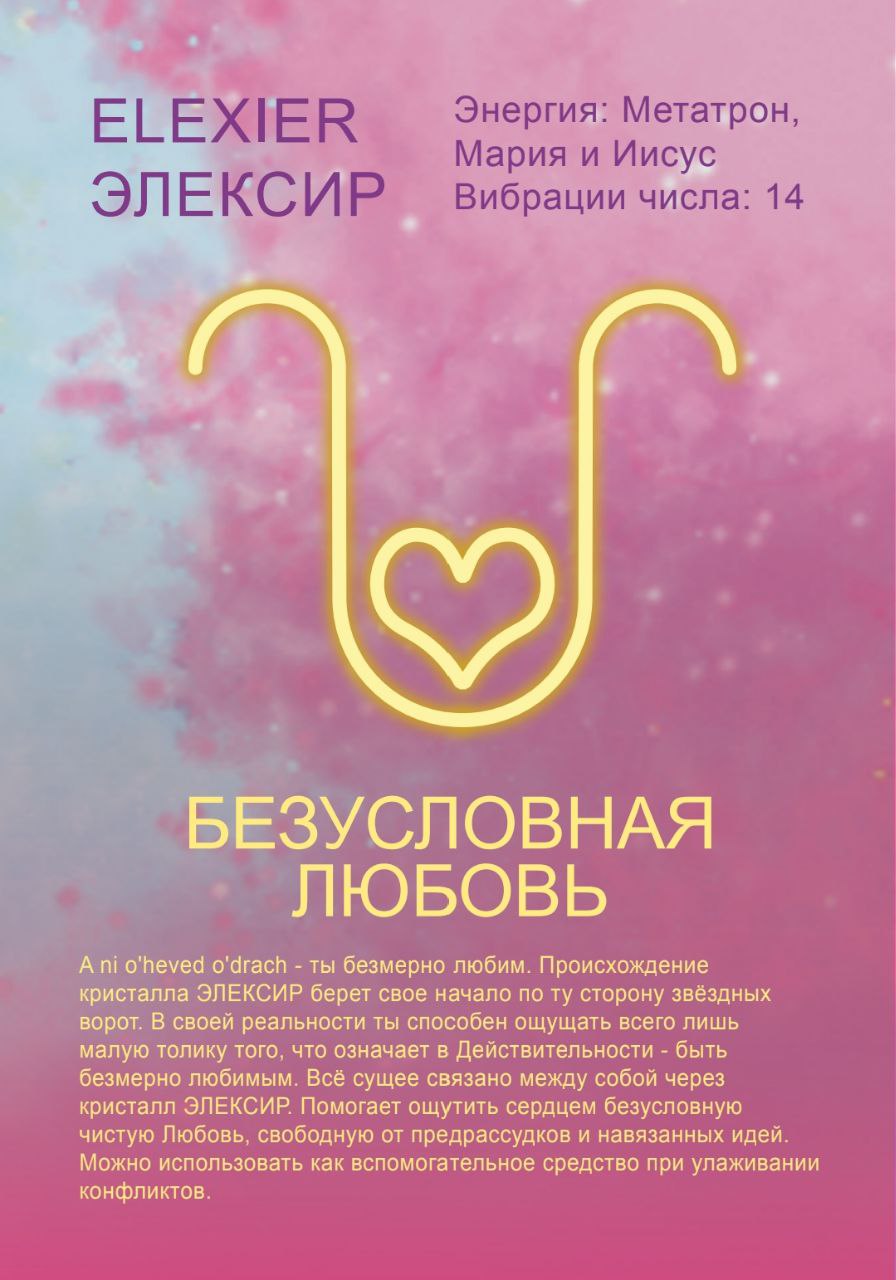 ELEXIER
ЭЛЕКСИР
Энергия: Метатрон,
Мария и Иисус
Вибрации числа: 14
БЕЗУСЛОВНАЯ
ЛЮБОВЬ
A ni o'heved o'drach - ты безмерно любим. Происхождение
кристалла ЭЛЕКСИР берет свое начало по ту сторону звёздных
ворот. В своей реальности ты способен ощущать всего лишь
малую толику того, что означает в Действительности - быть
безмерно любимым. Всё сущее связано между собой через
кристалл ЭЛЕКСИР. Помогает ощутить сердцем безусловную
чистую Любовь, свободную от предрассудков и навязанных идей.
Можно использовать как вспомогательное средство при улаживании
конфликтов.